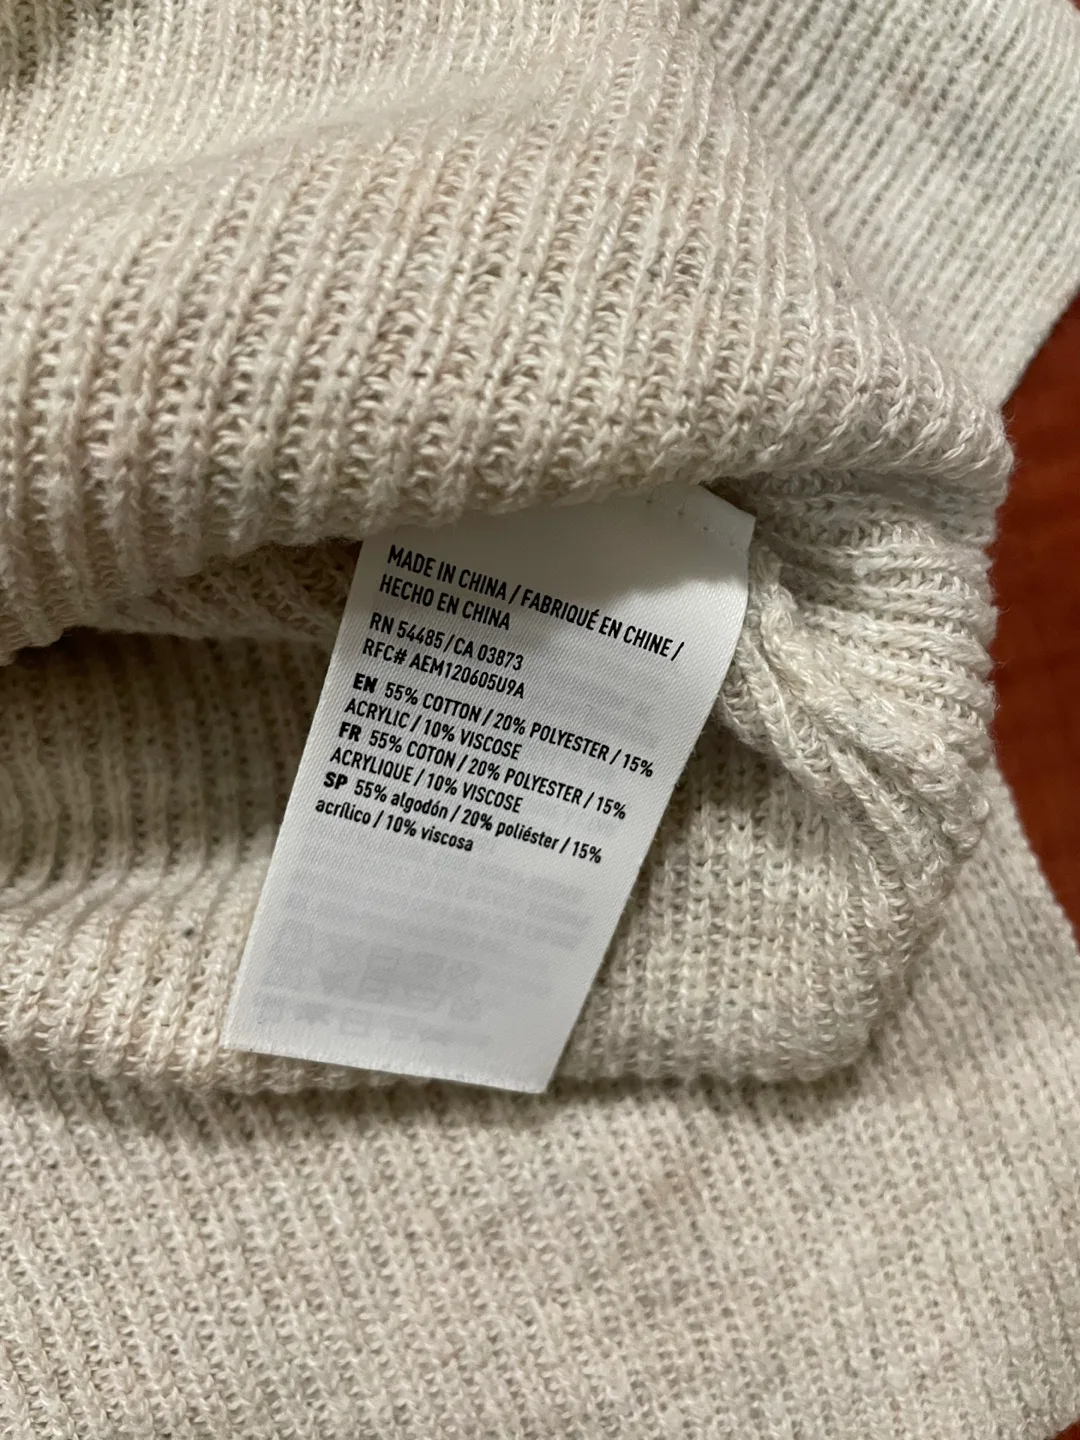 MADE IN CHINA / FABRIQUÉ EN CHINE /
HECHO EN CHINA
RN 54485/CA 03873
RFC# AEM120605U9A
EN 55% COTTON / 20% POLYESTER / 15%
ACRYLIC / 10% VISCOSE
FR 55% COTON / 20% POLYESTER / 15%
ACRYLIQUE / 10% VISCOSE
SP 55% algodón / 20% poliéster / 15%
acrílico / 10% viscosa